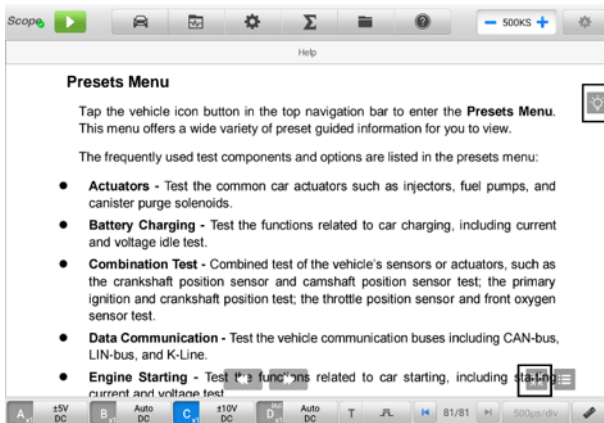 Scope
500KS
Help
Presets Menu
Tap the vehicle icon button in the top navigation bar to enter the Presets Menu.
This menu offers a wide variety of preset guided information for you to view.
The frequently used test components and options are listed in the presets menu:
● Actuators - Test the common car actuators such as injectors, fuel pumps, and
canister purge solenoids.
● Battery Charging - Test the functions related to car charging, including current
and voltage idle test.
● Combination Test - Combined test of the vehicle's sensors or actuators, such as
the crankshaft position sensor and camshaft position sensor test; the primary
ignition and crankshaft position test; the throttle position sensor and front oxygen
sensor test.
● Data Communication - Test the vehicle communication buses including CAN-bus,
LIN-bus, and K-Line.
● Engine Starting - Test the functions related to car starting, including starting
current and voltage test
A x1 ±5V DC B x1 Auto DC C x1 ±10V DC D x1 Auto DC T 81/81 500μs/div